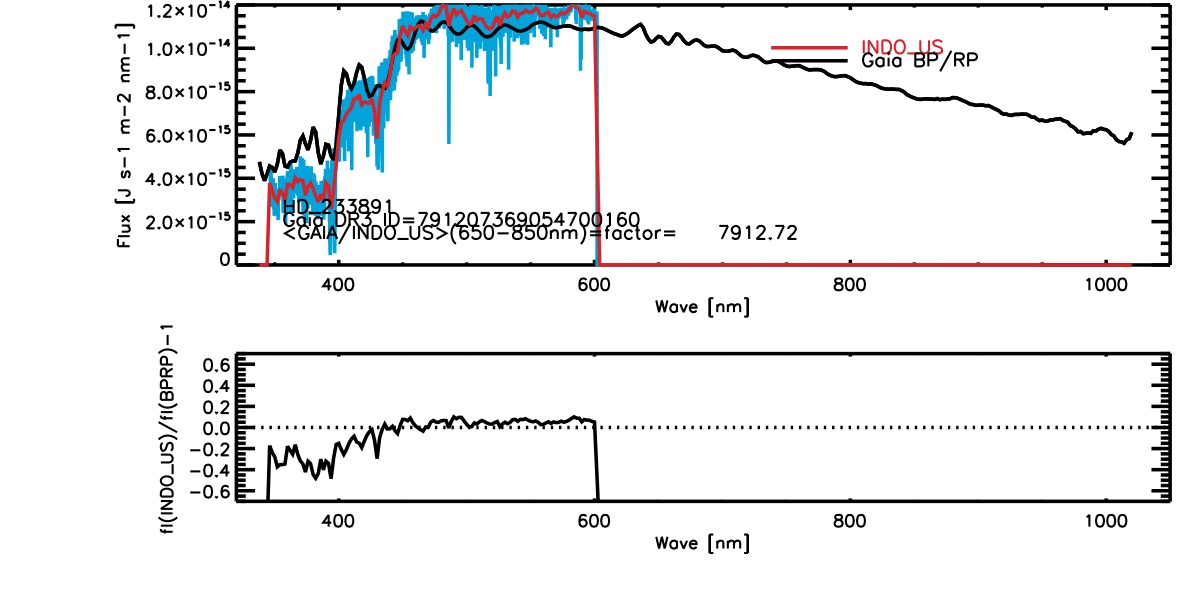 1.2×10−14
1.0×10−14
8.0×10−15
6.0×10−15
4.0×10−15
2.0×10−15
0
Flux [J s−1 m−2 nm−1]
INDO_US
Gaia BP/RP
HD_233891
Gaia DR3 ID=791207369054700160
<GAIA/INDO_US>(650−850nm)=factor= 7912.72
400 600 800 1000
Wave [nm]
fl(INDO_US)/fl(BPRP)−1
0.6
0.4
0.2
0.0
−0.2
−0.4
−0.6
400 600 800 1000
Wave [nm]